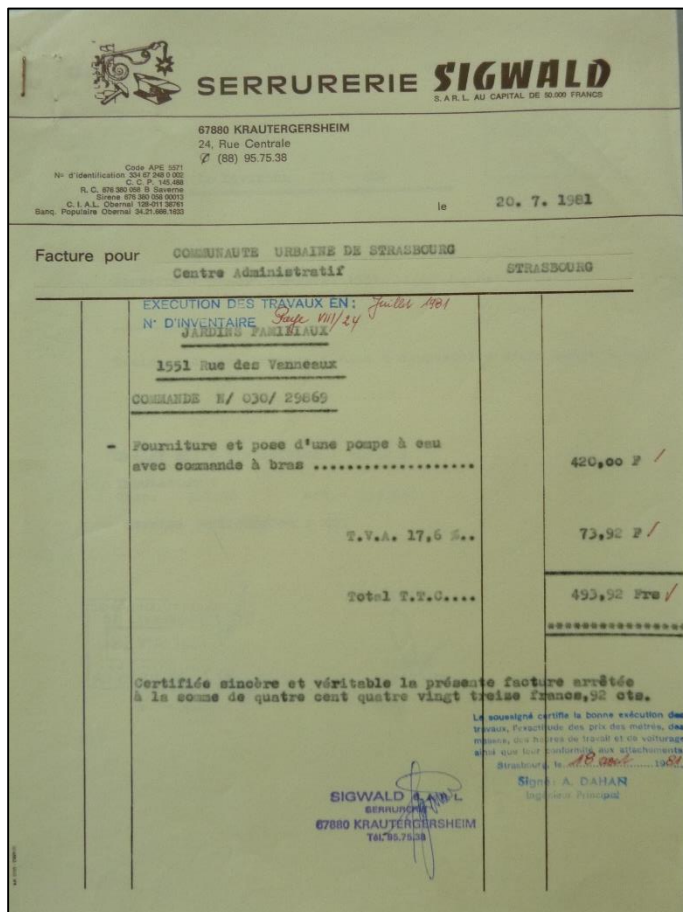 SERRURERIE SIGWALD
S.A R.L. AU CAPITAL DE 50.000 FRANCS
67880 KRAUTERGERSHEIM
24, Rue Centrale
(88) 95.75.38
Code APE 5571
N° d'identification 334 67 248 0 002
C. C. P. 145.468
R. C. 676 380 058 B Saverne
Sirene 676 380 058 00013
C. I. A.L. Obernai 128-011 38761
Banq. Populaire Obernai 34.21.666.1633
le 20. 7. 1981
Facture pour COMMUNAUTE URBAINE DE STRASBOURG
Centre Administratif STRASBOURG
EXECUTION DES TRAVAUX EN: Juillet 1981
N° D'INVENTAIRE Page VIII/24
JARDINS FAMILIAUX
1551 Rue des Vanneaux
COMMANDE N/ 030/ 29869
- Fourniture et pose d'une pompe à eau
avec commande à bras ................... 420,00 F
T.V.A. 17,6 %.. 73,92 F
Total T.T.C.... 493,92 Frs
Certifiée sincère et véritable la présente facture arrêtée
à la somme de quatre cent quatre vingt treize francs,92 cts.
Le soussigné certifie la bonne exécution des
travaux, l'exactitude des prix des métrés, des
masses, des heures de travail et de voiturage
ainsi que leur conformité aux attachements
Strasbourg, le 18 août 1981
Signé: A. DAHAN
Ingénieur Principal
SIGWALD S.A.R.L
SERRURERIE
67880 KRAUTERGERSHEIM
Tél. 95.75.38